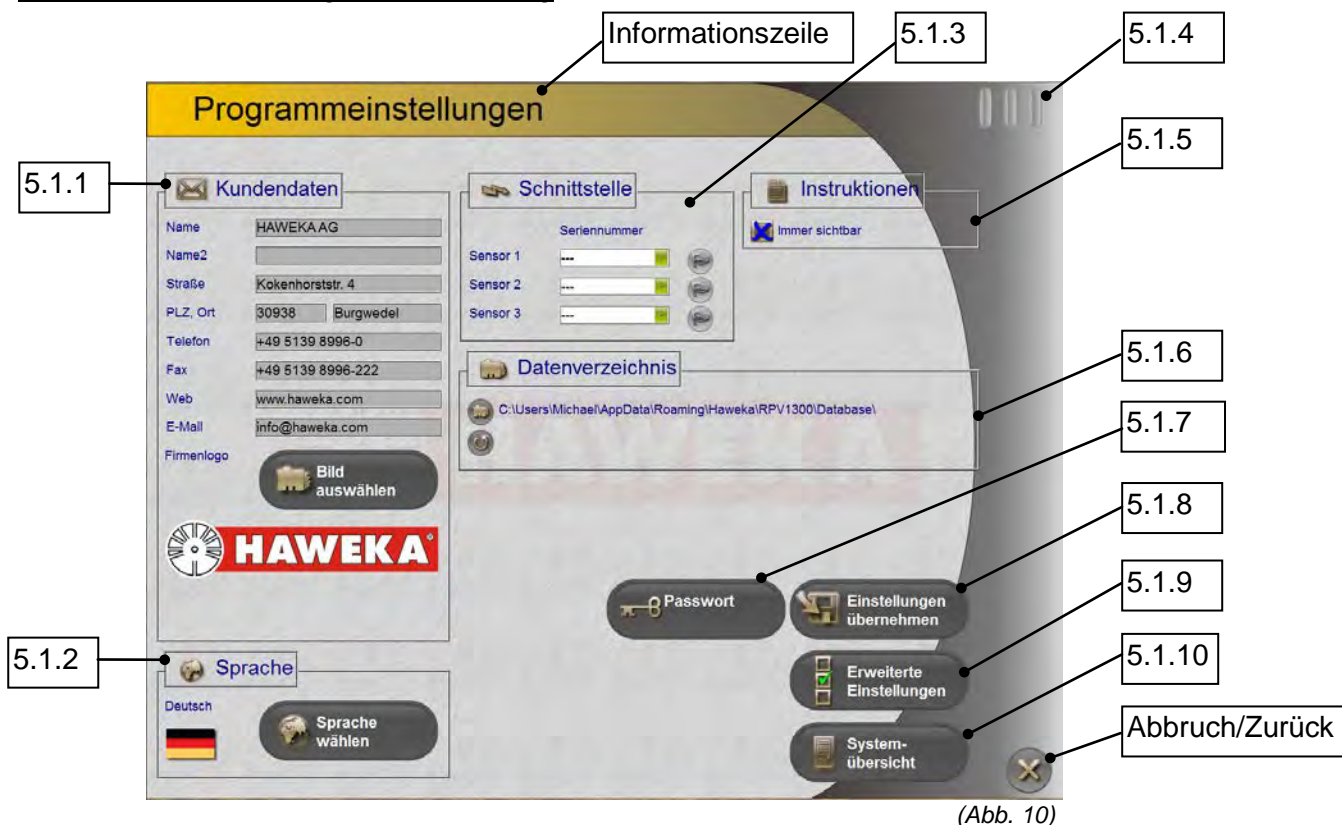 Informationszeile
5.1.3
5.1.4
Programmeinstellungen
5.1.5
5.1.1
Kundendaten
Schnittstelle
Instruktionen
Name HAWEKA AG
Seriennummer
Immer sichtbar
Name2
Sensor 1 ---
Straße Kokenhorststr. 4
Sensor 2 ---
PLZ, Ort 30938 Burgwedel
Sensor 3 ---
Telefon +49 5139 8996-0
5.1.6
Fax +49 5139 8996-222
Datenverzeichnis
Web www.haweka.com
C:\Users\Michael\AppData\Roaming\Haweka\RPV1300\Database\
5.1.7
E-Mail info@haweka.com
Firmenlogo
Bild
auswählen
HAWEKA
5.1.8
HAWEKA®
5.1.9
Passwort
Einstellungen
übernehmen
5.1.2
Sprache
5.1.10
Erweiterte
Einstellungen
Deutsch
Sprache
wählen
Abbruch/Zurück
System-
übersicht
(Abb. 10)